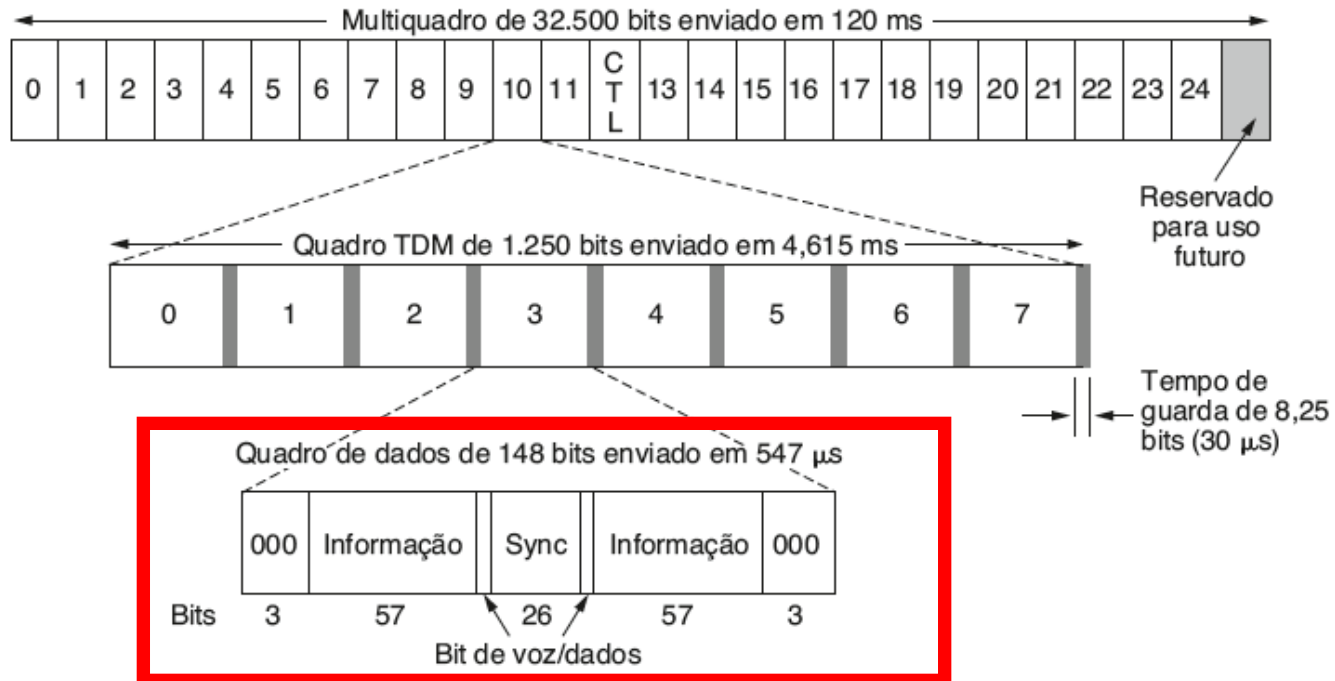 Multiquadro de 32.500 bits enviado em 120 ms
0 1 2 3 4 5 6 7 8 9 10 11 CTL 13 14 15 16 17 18 19 20 21 22 23 24
Reservado
para uso
futuro
Quadro TDM de 1.250 bits enviado em 4,615 ms
0 1 2 3 4 5 6 7
Tempo de
guarda de 8,25
bits (30 μs)
Quadro de dados de 148 bits enviado em 547 μs
000 Informação Sync Informação 000
Bits 3 57 26 57 3
Bit de voz/dados